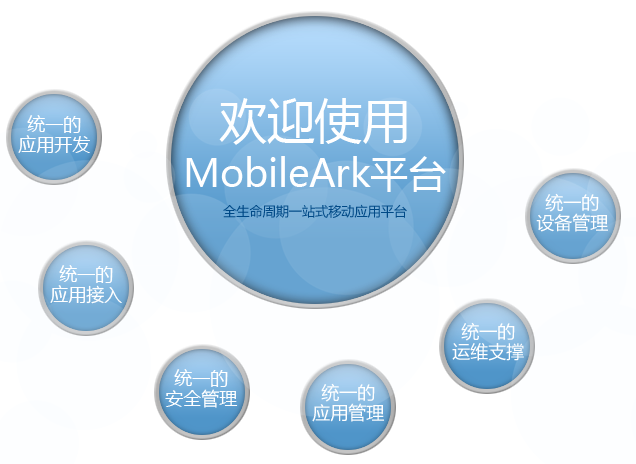 欢迎使用
MobileArk平台
全生命周期一站式移动应用平台
统一的
应用开发
统一的
应用接入
统一的
安全管理
统一的
应用管理
统一的
运维支撑
统一的
设备管理